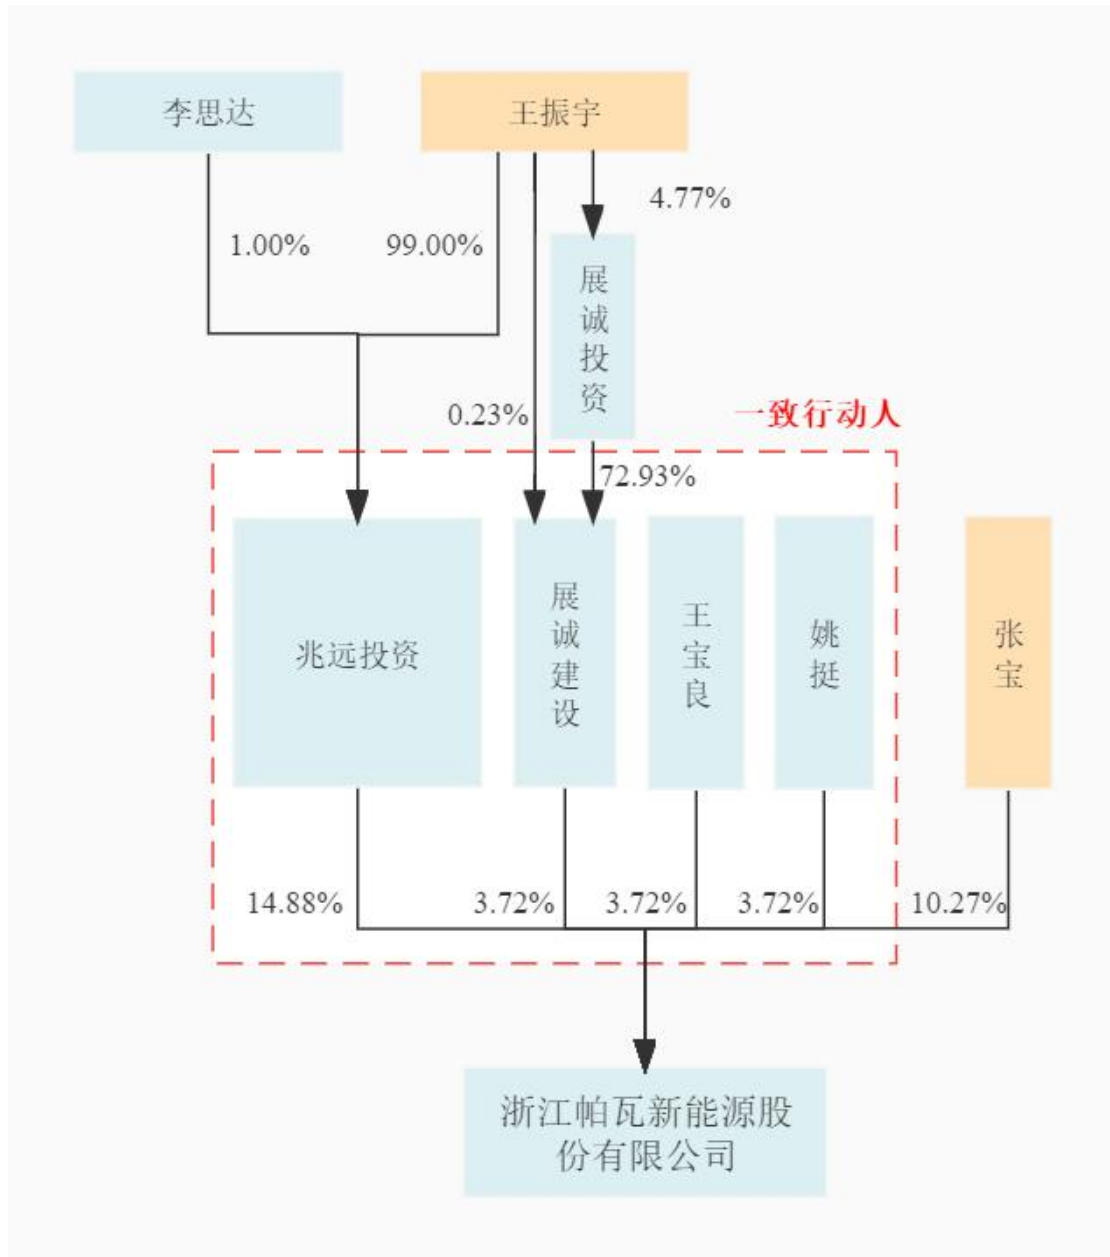 李思达
王振宇
4.77%
1.00%
99.00%
展诚投资
0.23%
一致行动人
72.93%
兆远投资
展诚建设
王宝良
姚挺
张宝
14.88%
3.72%
3.72%
3.72%
10.27%
浙江帕瓦新能源股
份有限公司